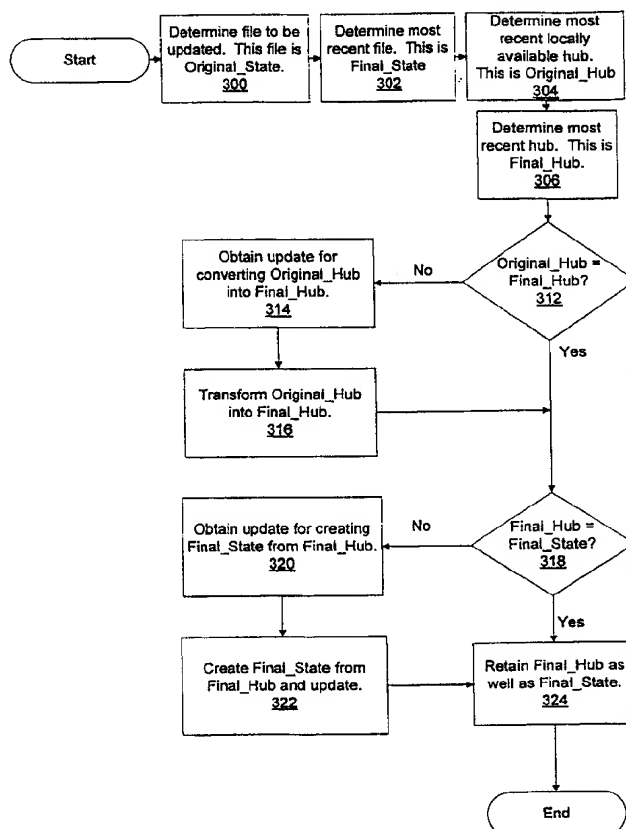 Start
Determine file to be
updated. This file is
Original_State.
300
Determine most
recent file. This is
Final_State
302
Determine most
recent locally
available hub.
This is Original_Hub
304
Determine most
recent hub. This is
Final_Hub.
306
Original_Hub =
Final_Hub?
312
No
Yes
Obtain update for
converting Original_Hub
into Final_Hub.
314
Transform Original_Hub
into Final_Hub.
316
Final_Hub =
Final_State?
318
No
Yes
Obtain update for creating
Final_State from Final_Hub.
320
Create Final_State from
Final_Hub and update.
322
Retain Final_Hub as
well as Final_State.
324
End